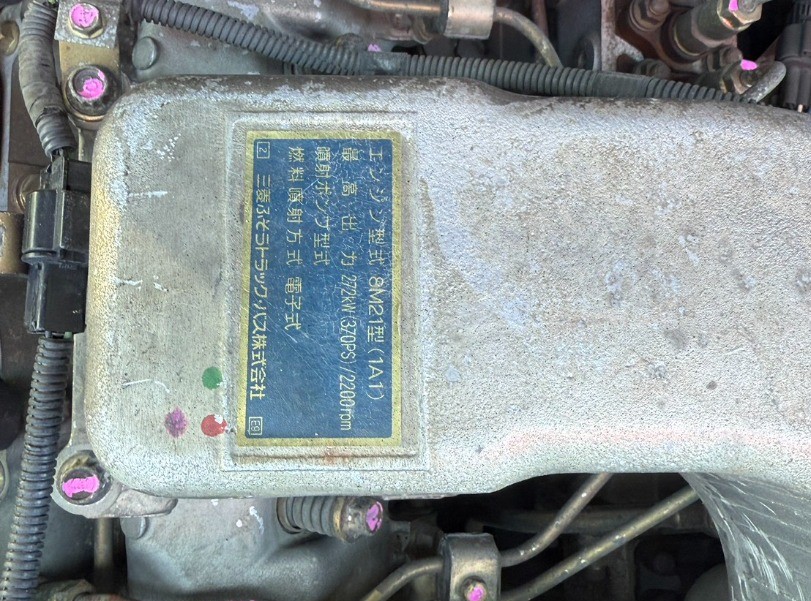 エンジン型式 8M21型 (1A1)
最高出力 272kW(370PS)/2200rpm
噴射ポンプ型式
燃料噴射方式 電子式
三菱ふそうトラック・バス株式会社